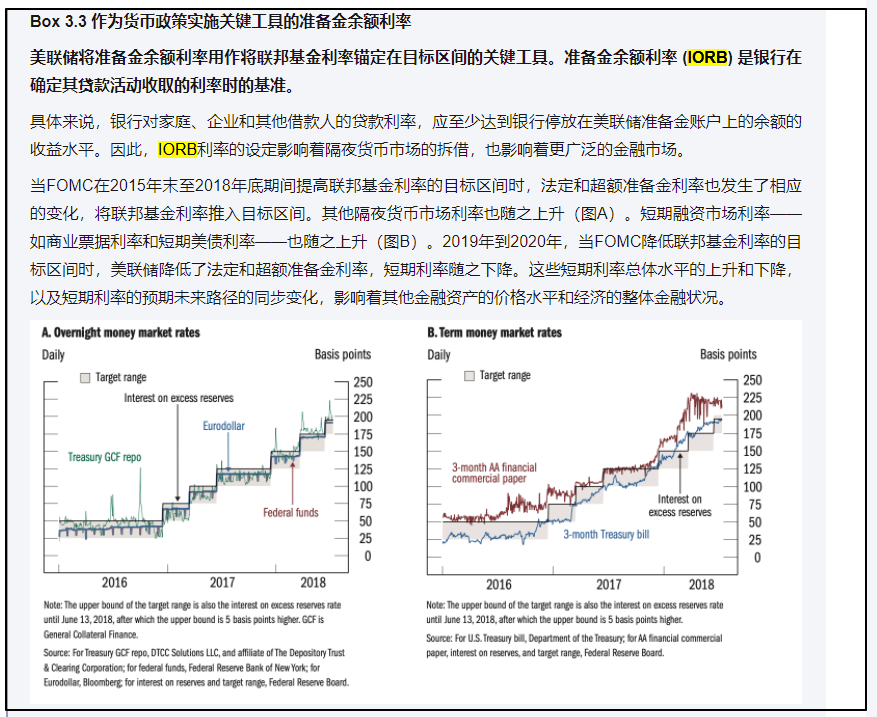 Box 3.3 作为货币政策实施关键工具的准备金余额利率
美联储将准备金余额利率用作将联邦基金利率锚定在目标区间的关键工具。准备金余额利率 (IORB) 是银行在
确定其贷款活动收取的利率时的基准。
具体来说，银行对家庭、企业和其他借款人的贷款利率，应至少达到银行停放在美联储准备金账户上的余额的
收益水平。因此，IORB利率的设定影响着隔夜货币市场的拆借，也影响着更广泛的金融市场。
当FOMC在2015年末至2018年底期间提高联邦基金利率的目标区间时，法定和超额准备金利率也发生了相应
的变化，将联邦基金利率推入目标区间。其他隔夜货币市场利率也随之上升（图A）。短期融资市场利率——
如商业票据利率和短期美债利率——也随之上升（图B）。2019年到2020年，当FOMC降低联邦基金利率的目
标区间时，美联储降低了法定和超额准备金利率，短期利率随之下降。这些短期利率总体水平的上升和下降，
以及短期利率的预期未来路径的同步变化，影响着其他金融资产的价格水平和经济的整体金融状况。
A. Overnight money market rates
Daily
Basis points
Target range
Interest on excess reserves
Eurodollar
Treasury GCF repo
Federal funds
250
225
200
175
150
125
100
75
50
25
0
2016
2017
2018
Note: The upper bound of the target range is also the interest on excess reserves rate
until June 13, 2018, after which the upper bound is 5 basis points higher. GCF is
General Collateral Finance.
Source: For Treasury GCF repo, DTCC Solutions LLC, and affiliate of The Depository Trust
& Clearing Corporation; for federal funds, Federal Reserve Bank of New York; for
Eurodollar, Bloomberg; for interest on reserves and target range, Federal Reserve Board.
B. Term money market rates
Daily
Basis points
Target range
3-month AA financial
commercial paper
Interest on
excess reserves
3-month Treasury bill
250
225
200
175
150
125
100
75
50
25
0
2016
2017
2018
Note: The upper bound of the target range is also the interest on excess reserves rate
until June 13, 2018, after which the upper bound is 5 basis points higher.
Source: For U.S. Treasury bill, Department of the Treasury; for AA financial commercial
paper, interest on reserves, and target range, Federal Reserve Board.